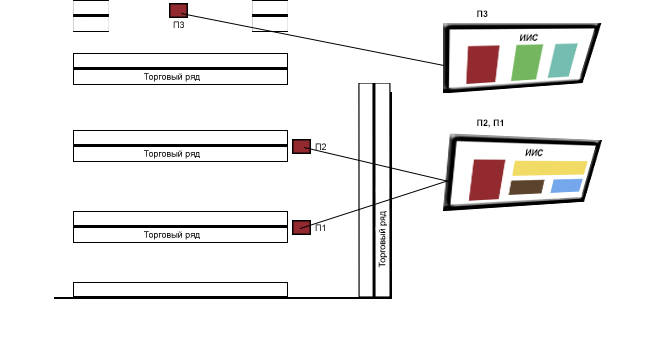 П3
П3
ИИС
Торговый ряд
П2, П1
П2
ИИС
Торговый ряд
П1
Торговый ряд
Торговый ряд